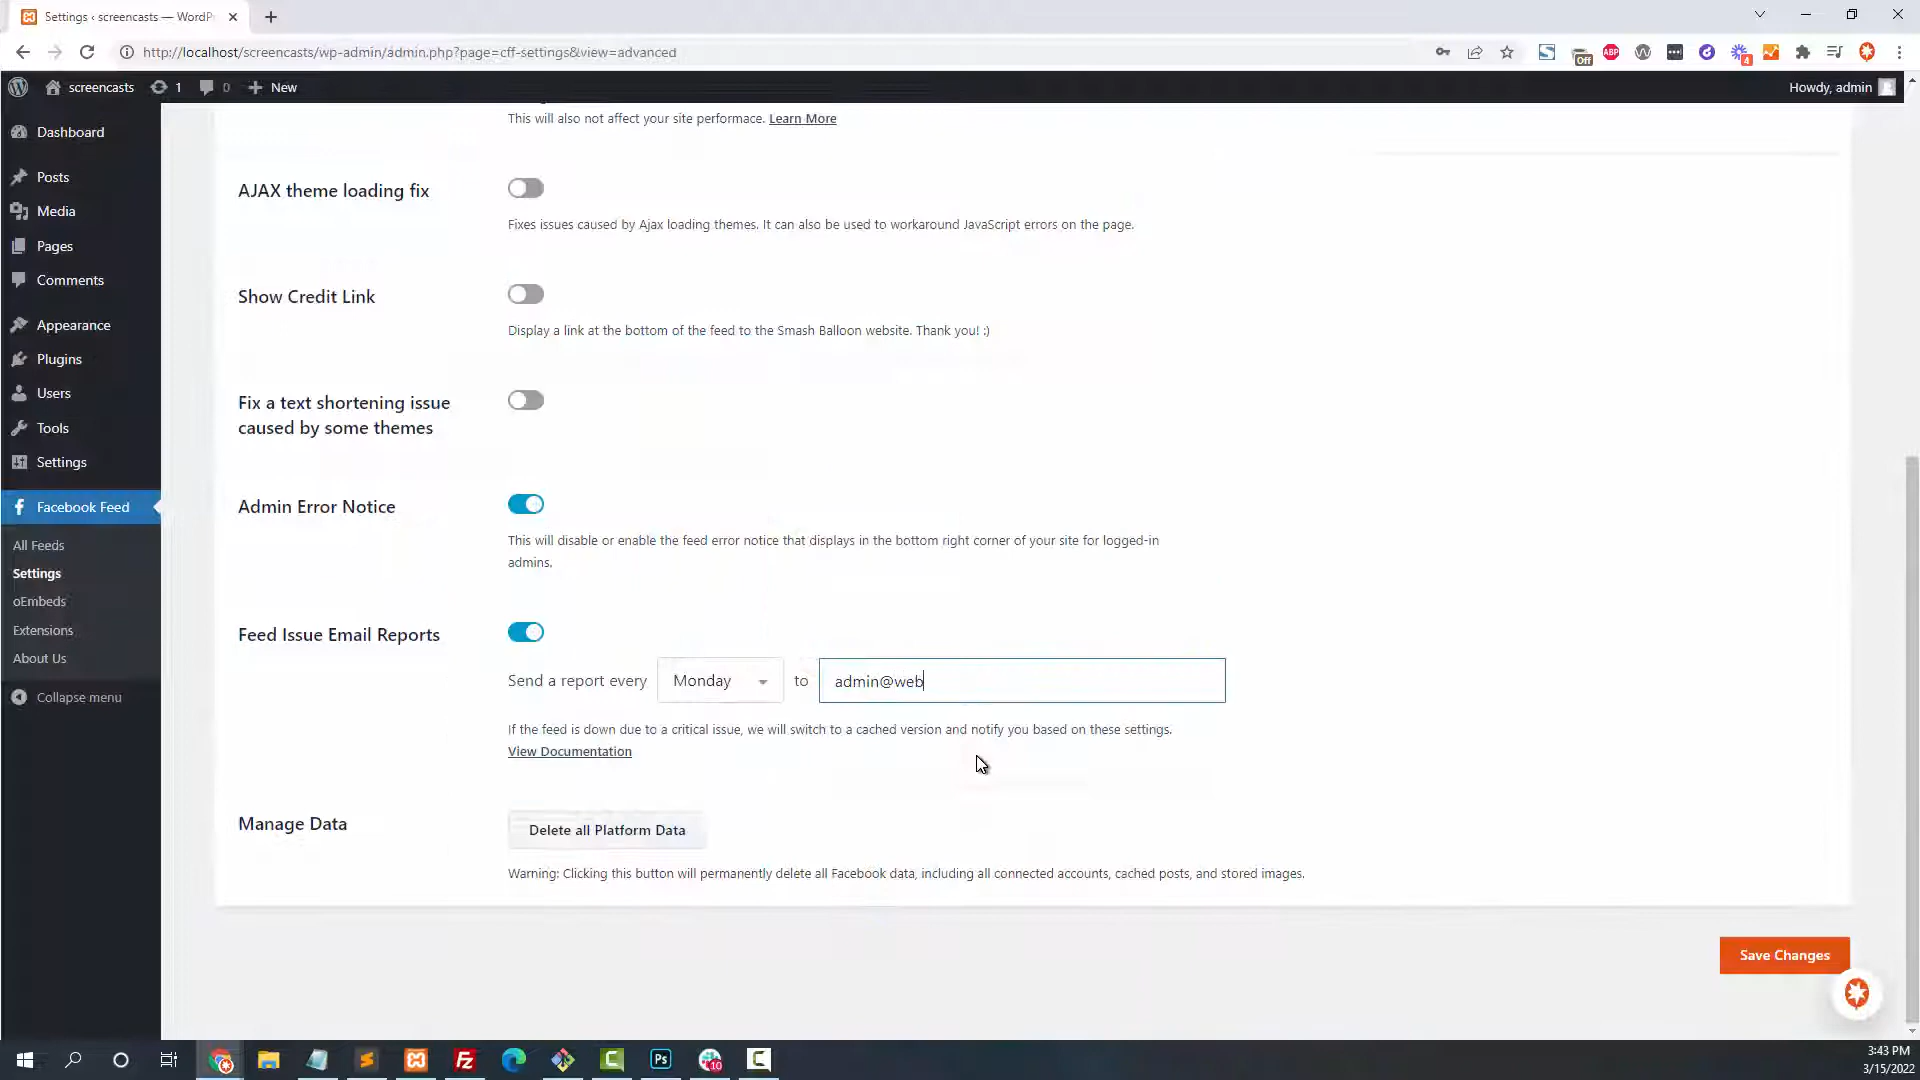 Settings ‹ screencasts — WordP
http://localhost/screencasts/wp-admin/admin.php?page=cff-settings&view=advanced
Off
ABP
4
screencasts
1
0
New
Howdy, admin
Dashboard
Posts
Media
Pages
Comments
Appearance
Plugins
Users
Tools
Settings
Facebook Feed
All Feeds
Settings
oEmbeds
Extensions
About Us
Collapse menu
This will also not affect your site performace. Learn More
AJAX theme loading fix
Fixes issues caused by Ajax loading themes. It can also be used to workaround JavaScript errors on the page.
Show Credit Link
Display a link at the bottom of the feed to the Smash Balloon website. Thank you! :)
Fix a text shortening issue
caused by some themes
Admin Error Notice
This will disable or enable the feed error notice that displays in the bottom right corner of your site for logged-in
admins.
Feed Issue Email Reports
Send a report every Monday to admin@web
If the feed is down due to a critical issue, we will switch to a cached version and notify you based on these settings.
View Documentation
Manage Data
Delete all Platform Data
Warning: Clicking this button will permanently delete all Facebook data, including all connected accounts, cached posts, and stored images.
Save Changes
Ps
10
3:43 PM
3/15/2022